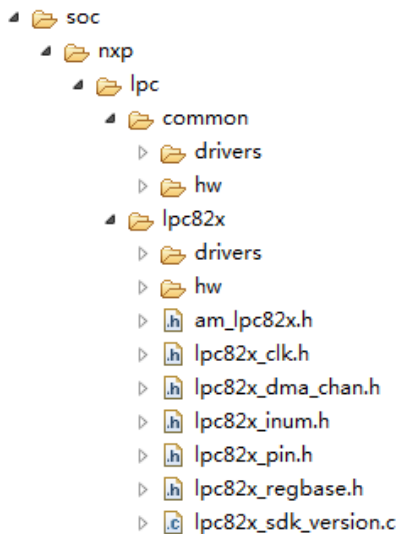 soc
nxp
lpc
common
drivers
hw
lpc82x
drivers
hw
am_lpc82x.h
lpc82x_clk.h
lpc82x_dma_chan.h
lpc82x_inum.h
lpc82x_pin.h
lpc82x_regbase.h
lpc82x_sdk_version.c